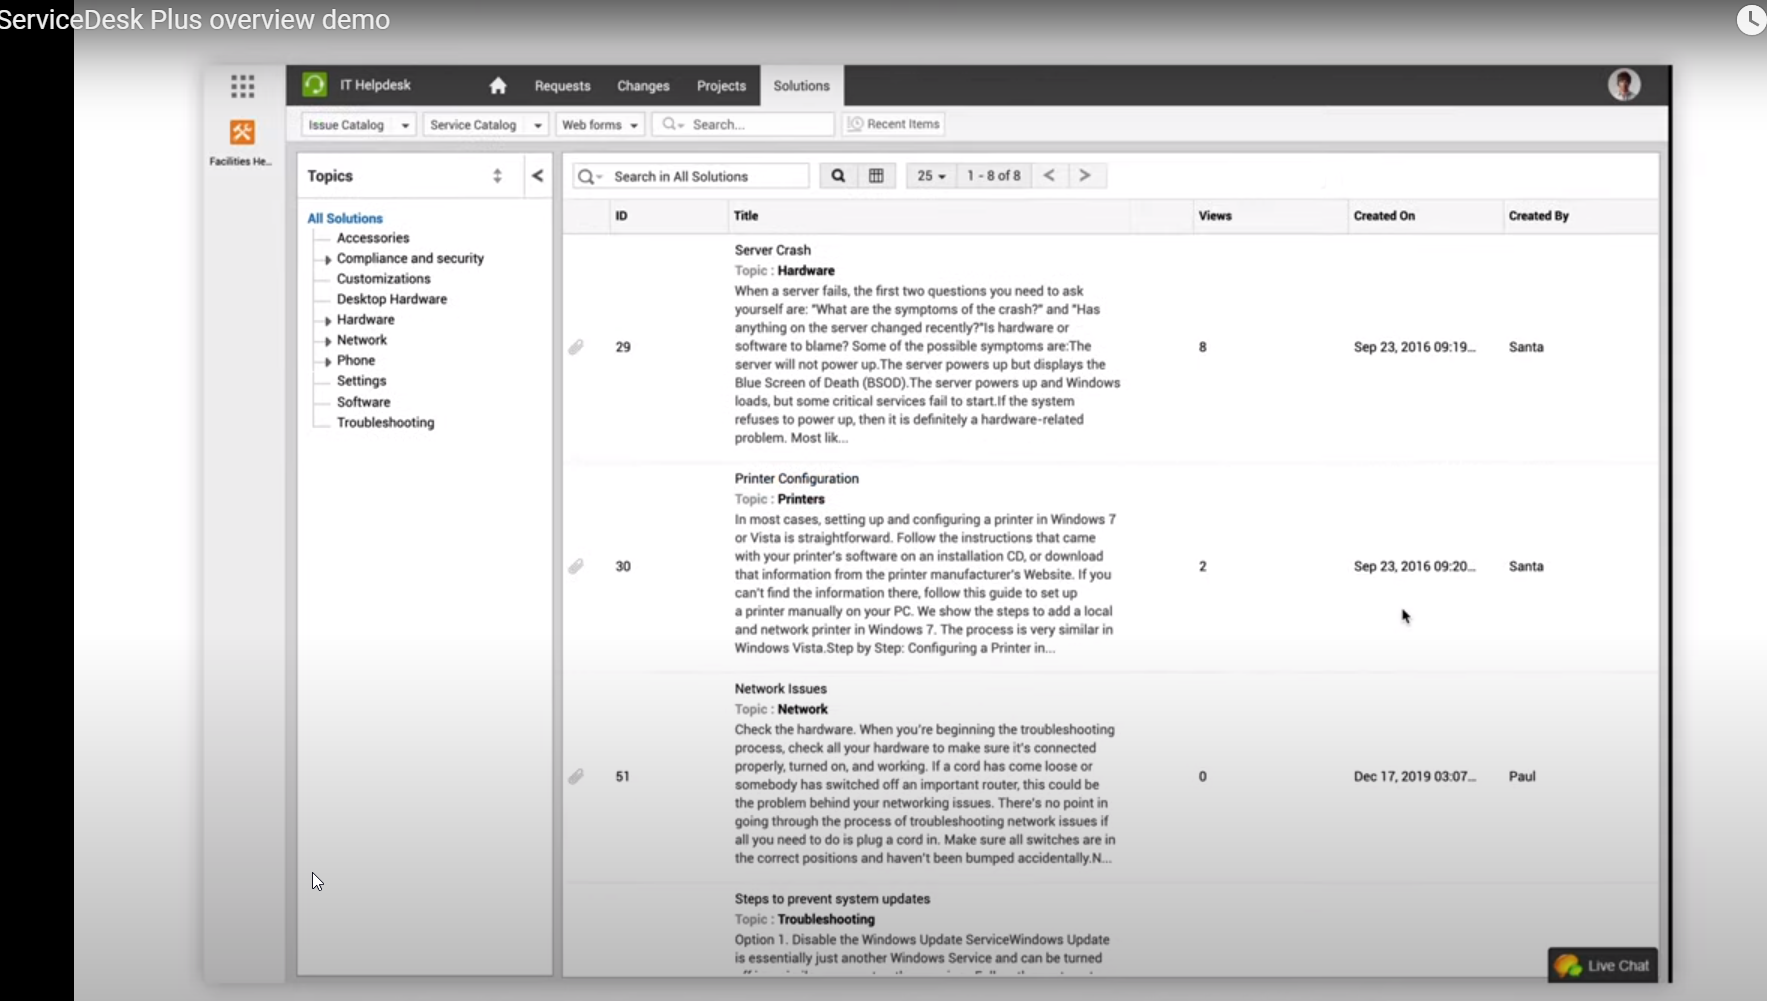 ServiceDesk Plus overview demo
IT Helpdesk
Requests
Changes
Projects
Solutions
Facilities He...
Issue Catalog
Service Catalog
Web forms
Search...
Recent Items
Topics
<
All Solutions
Accessories
Compliance and security
Customizations
Desktop Hardware
Hardware
Network
Phone
Settings
Software
Troubleshooting
Search in All Solutions
25
1 - 8 of 8
<
>
ID
Title
Views
Created On
Created By
Server Crash
Topic : Hardware
When a server fails, the first two questions you need to ask
yourself are: "What are the symptoms of the crash?" and "Has
anything on the server changed recently?"Is hardware or
software to blame? Some of the possible symptoms are:The
server will not power up.The server powers up but displays the
Blue Screen of Death (BSOD).The server powers up and Windows
loads, but some critical services fail to start.If the system
refuses to power up, then it is definitely a hardware-related
problem. Most lik...
29
8
Sep 23, 2016 09:19...
Santa
Printer Configuration
Topic : Printers
In most cases, setting up and configuring a printer in Windows 7
or Vista is straightforward. Follow the instructions that came
with your printer's software on an installation CD, or download
that information from the printer manufacturer's Website. If you
can't find the information there, follow this guide to set up
a printer manually on your PC. We show the steps to add a local
and network printer in Windows 7. The process is very similar in
Windows Vista.Step by Step: Configuring a Printer in...
30
2
Sep 23, 2016 09:20...
Santa
Network Issues
Topic : Network
Check the hardware. When you're beginning the troubleshooting
process, check all your hardware to make sure it's connected
properly, turned on, and working. If a cord has come loose or
somebody has switched off an important router, this could be
the problem behind your networking issues. There's no point in
going through the process of troubleshooting network issues if
all you need to do is plug a cord in. Make sure all switches are in
the correct positions and haven't been bumped accidentally.N...
51
0
Dec 17, 2019 03:07...
Paul
Steps to prevent system updates
Topic : Troubleshooting
Option 1. Disable the Windows Update ServiceWindows Update
is essentially just another Windows Service and can be turned
Live Chat